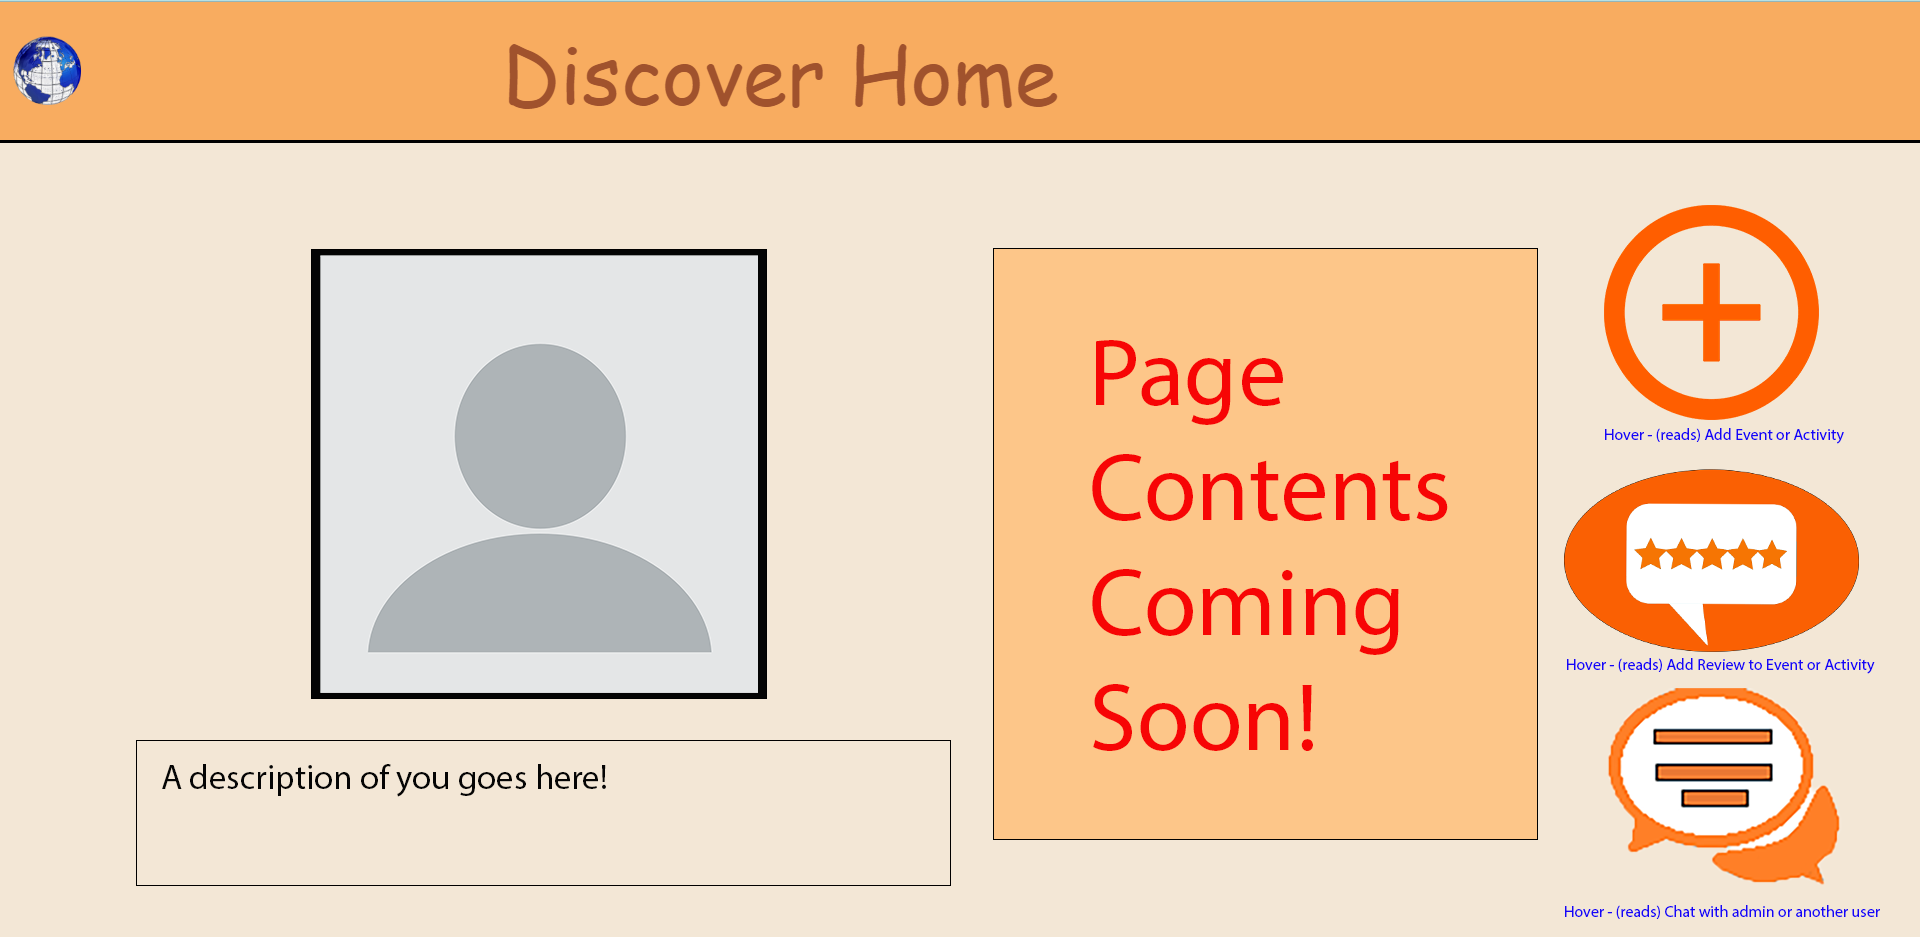 Discover Home
A description of you goes here!
Page
Contents
Coming
Soon!
Hover - (reads) Add Event or Activity
Hover - (reads) Add Review to Event or Activity
Hover - (reads) Chat with admin or another user